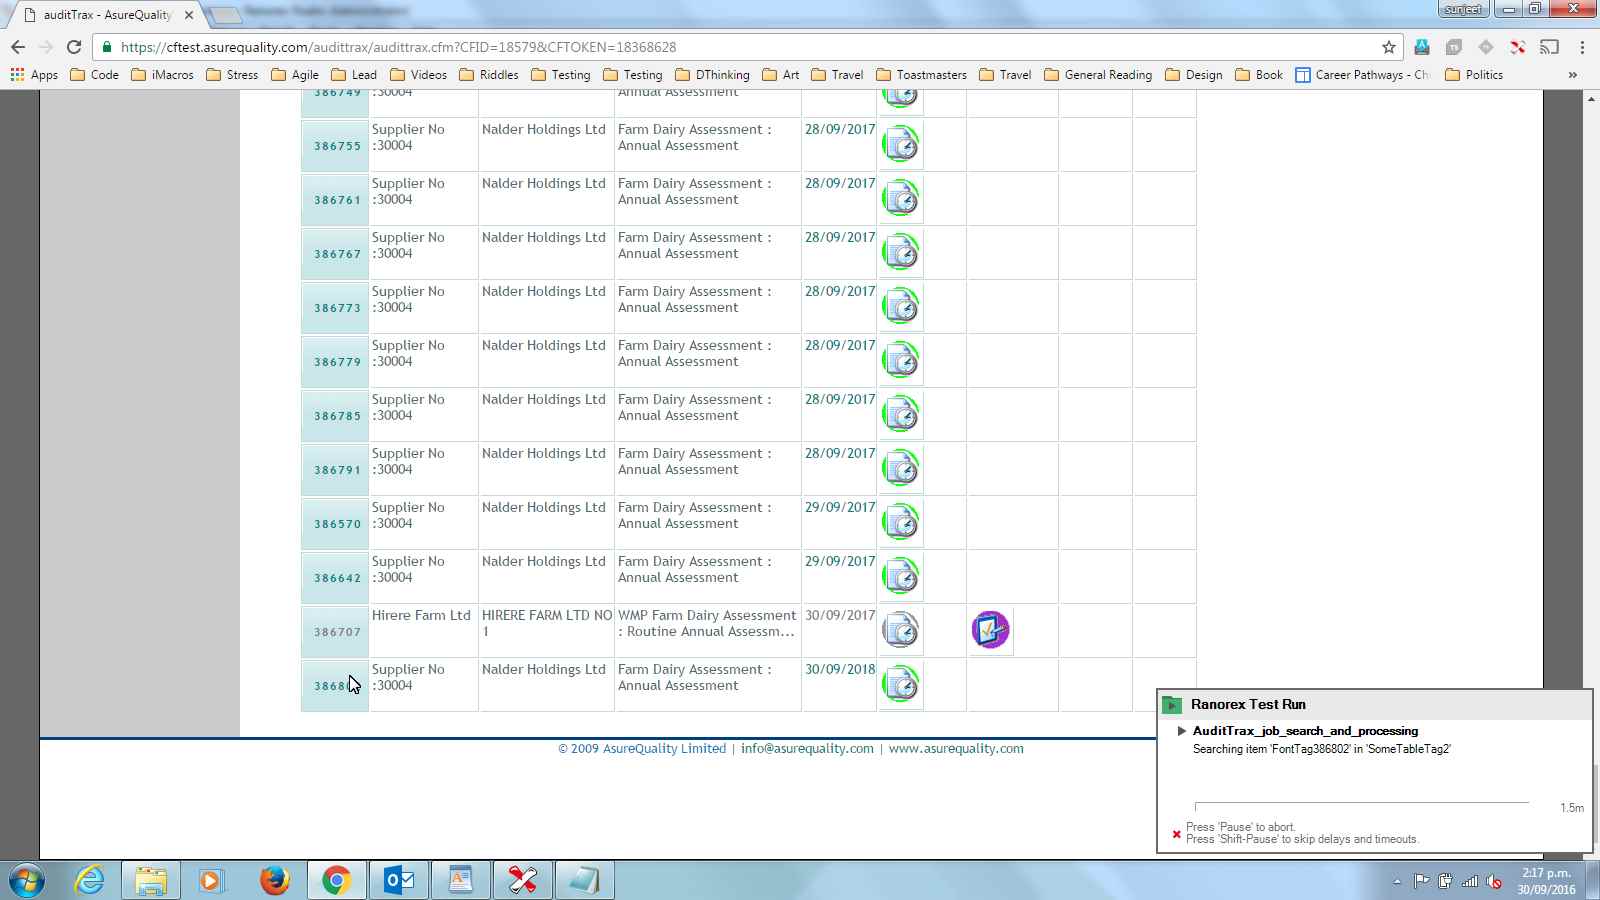 auditTrax - AsureQuality
sunjeet
https://cftest.asurequality.com/audittrax/audittrax.cfm?CFID=18579&CFTOKEN=18368628
Apps Code iMacros Stress Agile Lead Videos Riddles Testing Testing DThinking Art Travel Toastmasters Travel General Reading Design Book Career Pathways - Ch Politics »
386749 :30004 Annual Assessment
Supplier No Nalder Holdings Ltd Farm Dairy Assessment : 28/09/2017
386755 :30004 Annual Assessment
Supplier No Nalder Holdings Ltd Farm Dairy Assessment : 28/09/2017
386761 :30004 Annual Assessment
Supplier No Nalder Holdings Ltd Farm Dairy Assessment : 28/09/2017
386767 :30004 Annual Assessment
Supplier No Nalder Holdings Ltd Farm Dairy Assessment : 28/09/2017
386773 :30004 Annual Assessment
Supplier No Nalder Holdings Ltd Farm Dairy Assessment : 28/09/2017
386779 :30004 Annual Assessment
Supplier No Nalder Holdings Ltd Farm Dairy Assessment : 28/09/2017
386785 :30004 Annual Assessment
Supplier No Nalder Holdings Ltd Farm Dairy Assessment : 28/09/2017
386791 :30004 Annual Assessment
Supplier No Nalder Holdings Ltd Farm Dairy Assessment : 29/09/2017
386570 :30004 Annual Assessment
Supplier No Nalder Holdings Ltd Farm Dairy Assessment : 29/09/2017
386642 :30004 Annual Assessment
Hirere Farm Ltd HIRERE FARM LTD NO WMP Farm Dairy Assessment 30/09/2017
386707 1 : Routine Annual Assessm...
Supplier No Nalder Holdings Ltd Farm Dairy Assessment : 30/09/2018
:30004 Annual Assessment
© 2009 AsureQuality Limited | info@asurequality.com | www.asurequality.com
Ranorex Test Run
AuditTrax_job_search_and_processing
Searching item 'FontTag386802' in 'SomeTableTag2'
1.5m
Press 'Pause' to abort.
Press 'Shift-Pause' to skip delays and timeouts.
2:17 p.m.
30/09/2016